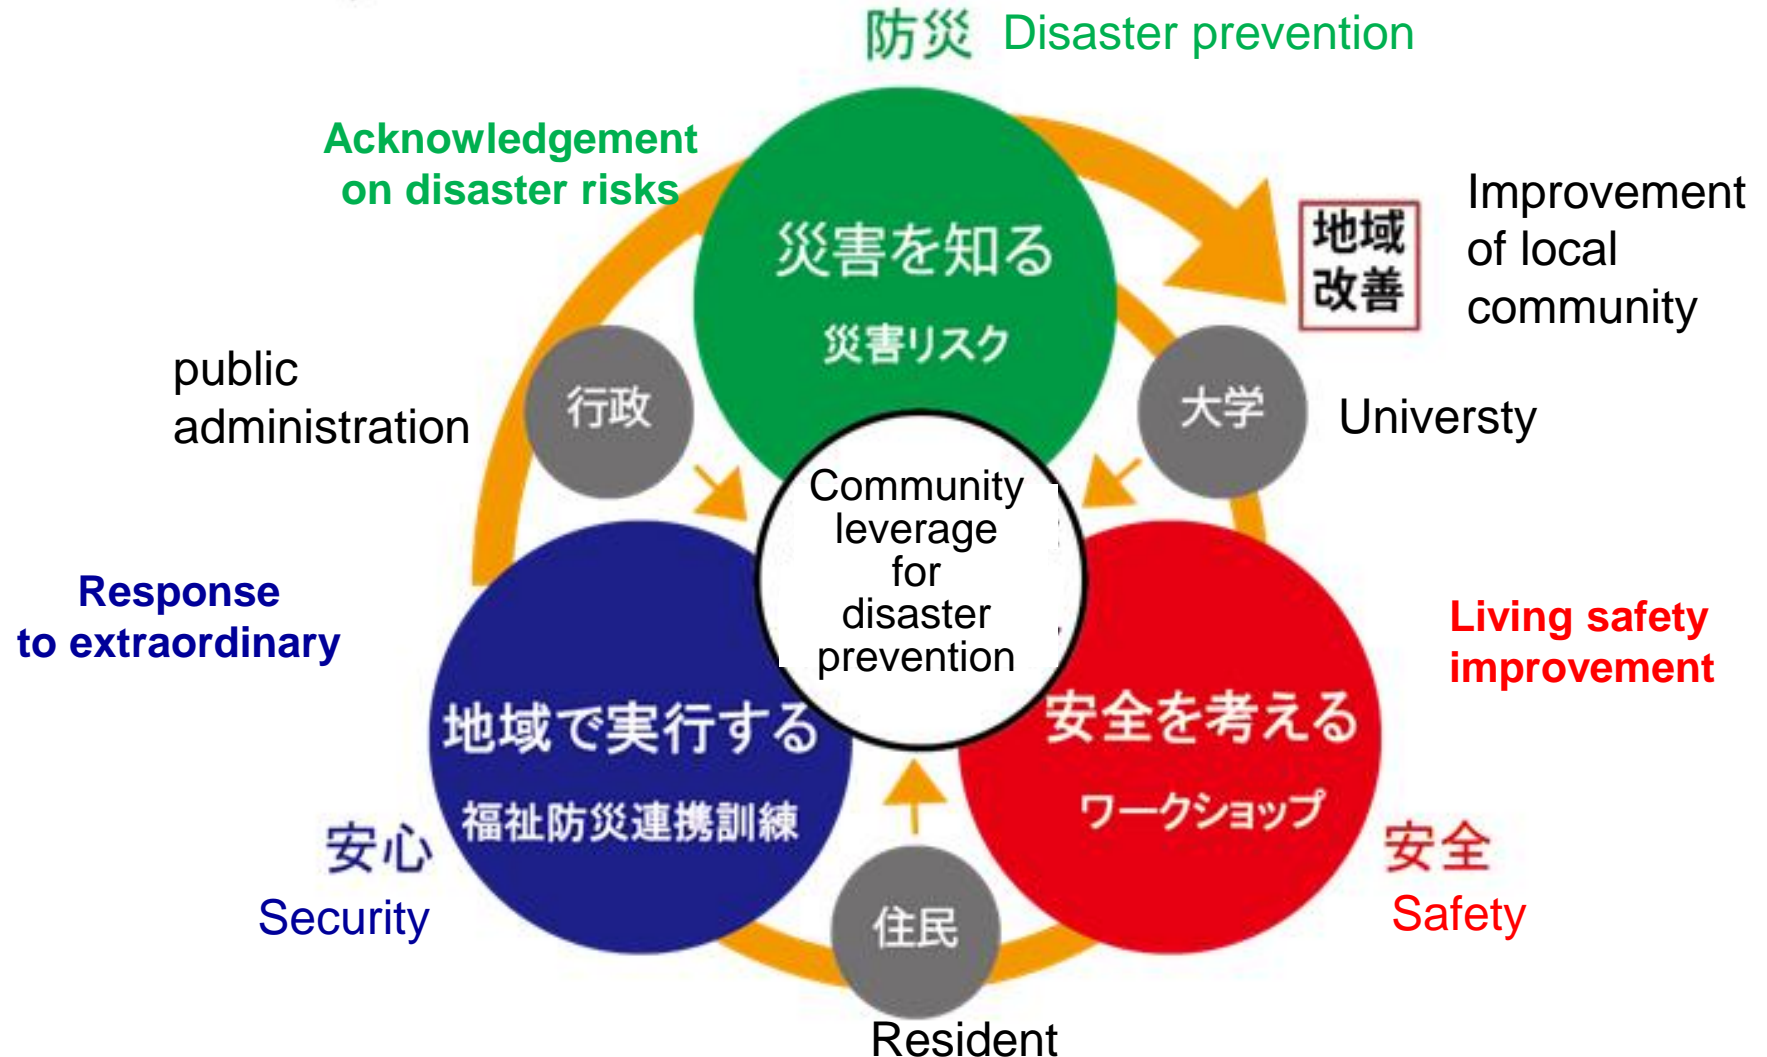 防災 Disaster prevention
Acknowledgement
on disaster risks
災害を知る
災害リスク
地域
改善
Improvement
of local
community
public
administration
行政
大学
Universty
Community
leverage
for
disaster
prevention
Response
to extraordinary
地域で実行する
福祉防災連携訓練
安心
Security
Living safety
improvement
安全を考える
ワークショップ
安全
Safety
住民
Resident